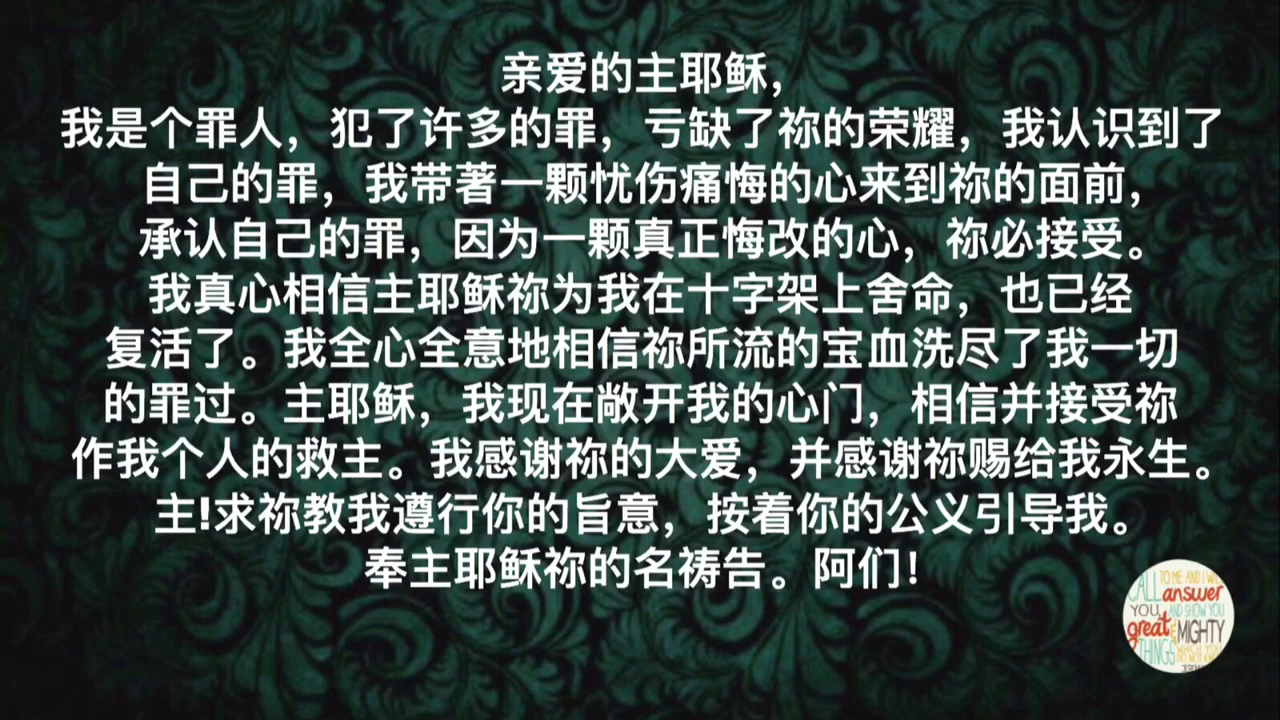 亲爱的主耶稣，
我是个罪人，犯了许多的罪，亏缺了祢的荣耀，我认识到了
自己的罪，我带著一颗忧伤痛悔的心来到祢的面前，
承认自己的罪，因为一颗真正悔改的心，祢必接受。
我真心相信主耶稣祢为我在十字架上舍命，也已经
复活了。我全心全意地相信祢所流的宝血洗尽了我一切
的罪过。主耶稣，我现在敞开我的心门，相信并接受祢
作我个人的救主。我感谢祢的大爱，并感谢祢赐给我永生。
主!求祢教我遵行你的旨意，按着你的公义引导我。
奉主耶稣祢的名祷告。阿们！
TO ME AND I WILL
CALL answer
YOU AND SHOW YOU
great & MIGHTY
THINGS